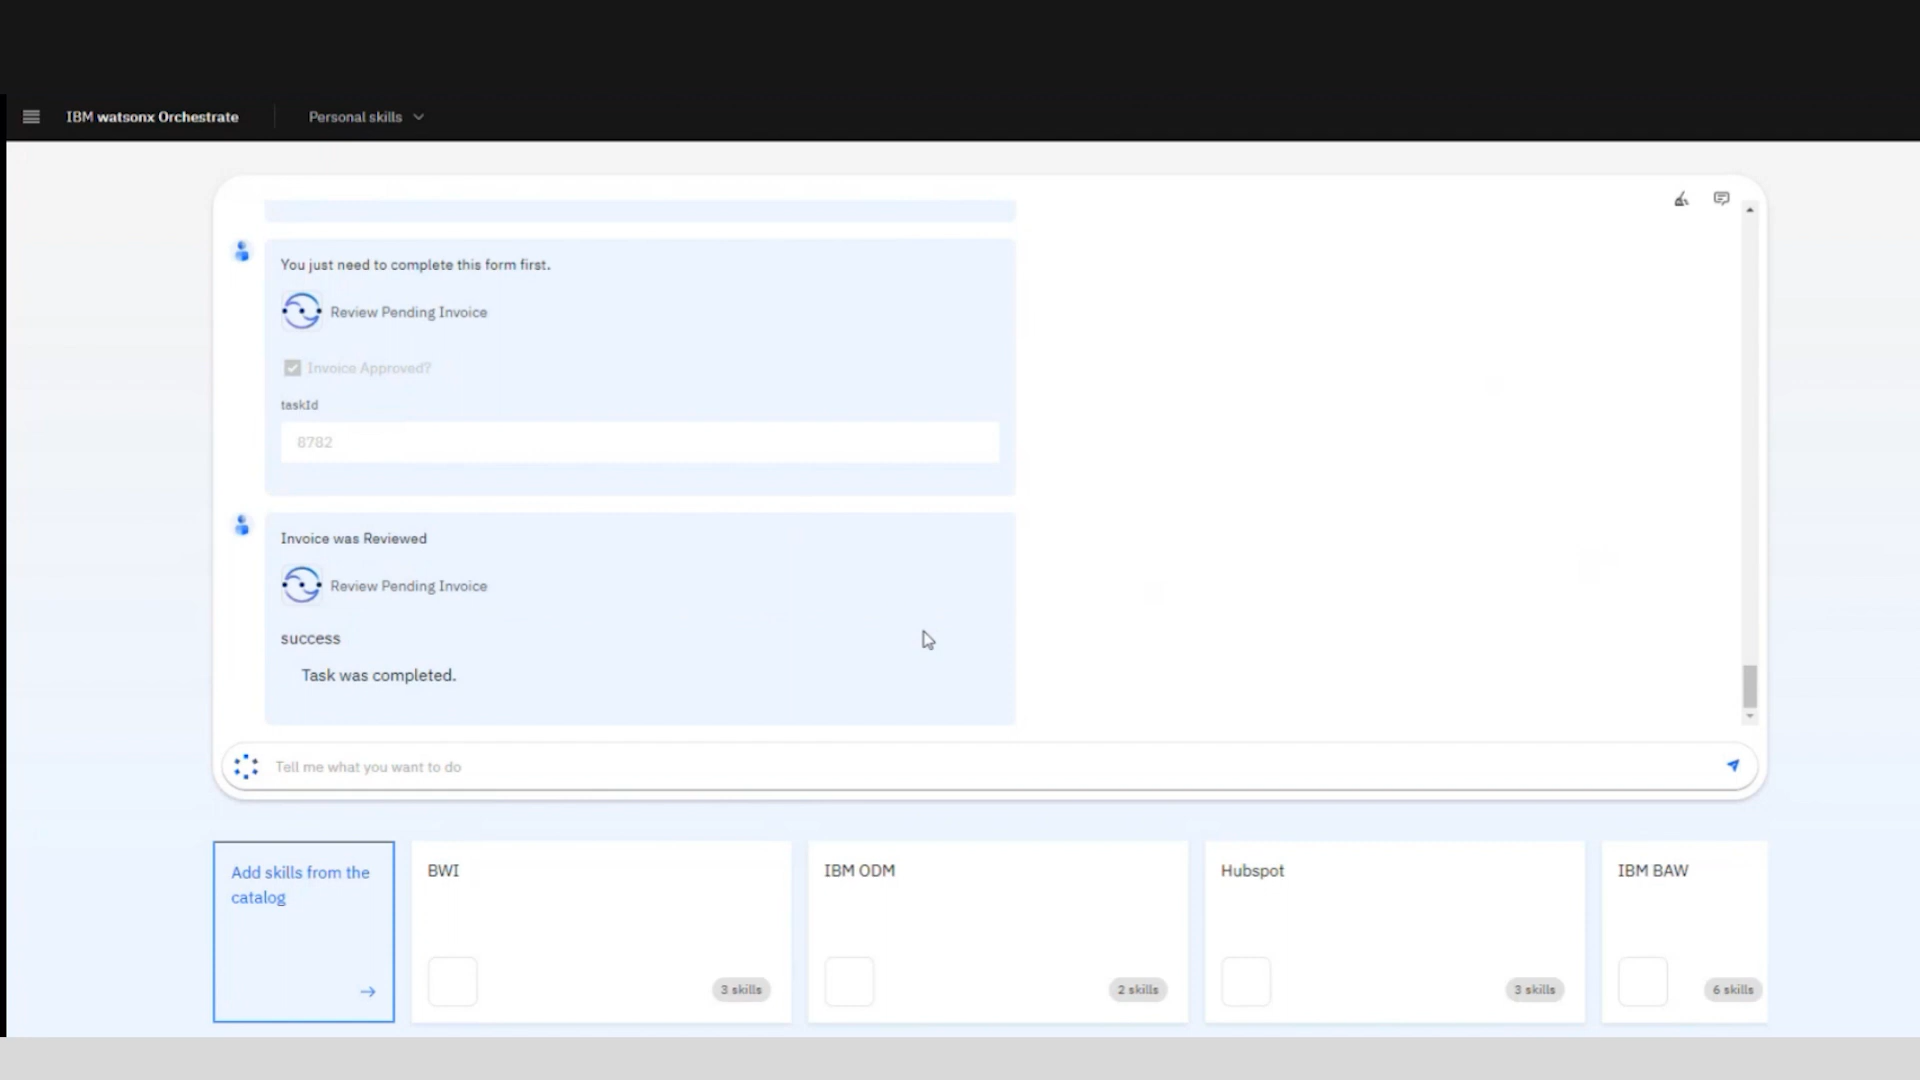 IBM watsonx Orchestrate
Personal skills
You just need to complete this form first.
Review Pending Invoice
Invoice Approved?
taskId
8782
Invoice was Reviewed
Review Pending Invoice
success
Task was completed.
Tell me what you want to do
Add skills from the
catalog
BWI
3 skills
IBM ODM
2 skills
Hubspot
3 skills
IBM BAW
6 skills